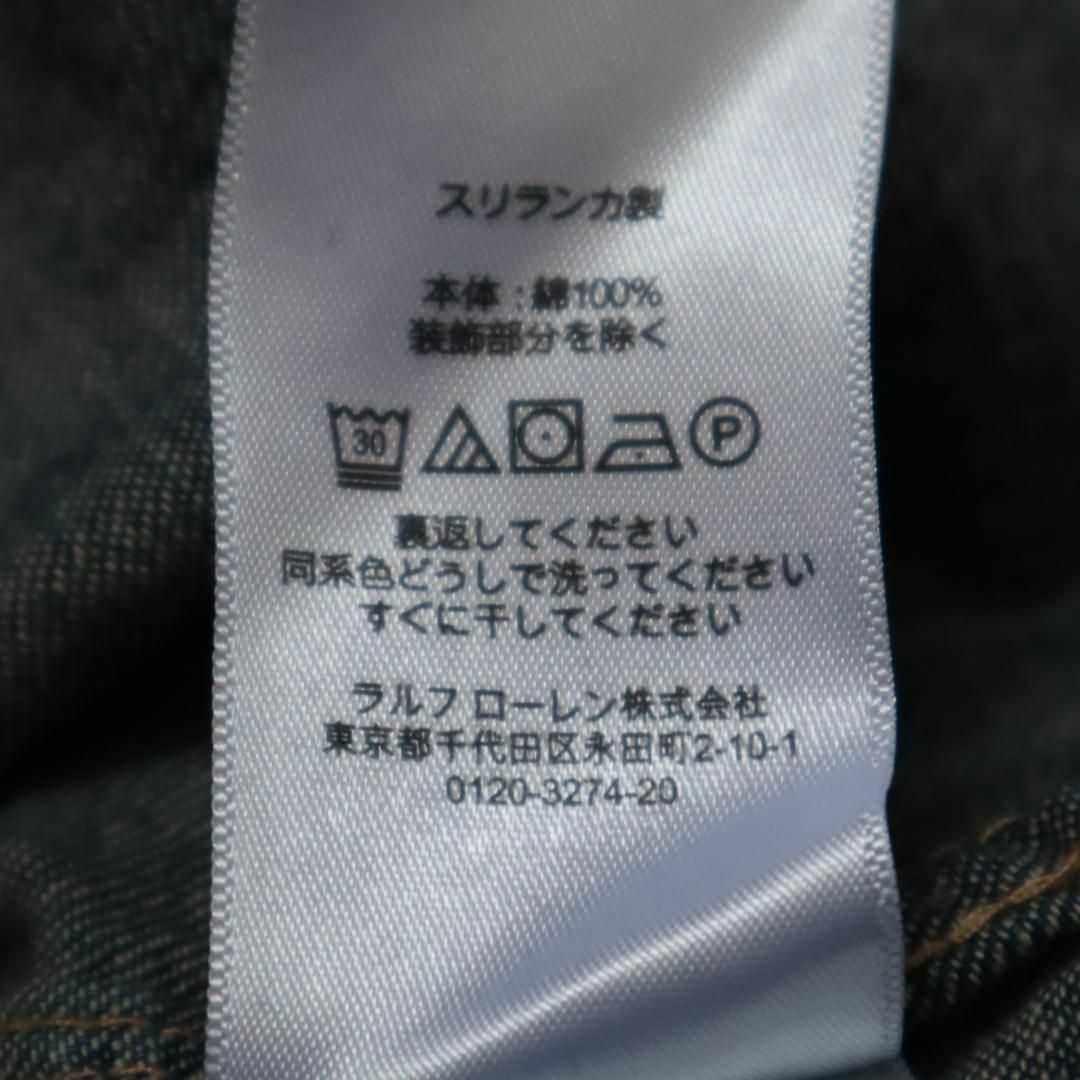 スリランカ製
本体 : 綿100%
装飾部分を除く
30 P
裏返してください
同系色どうしで洗ってください
すぐに干してください
ラルフ ローレン株式会社
東京都千代田区永田町2-10-1
0120-3274-20